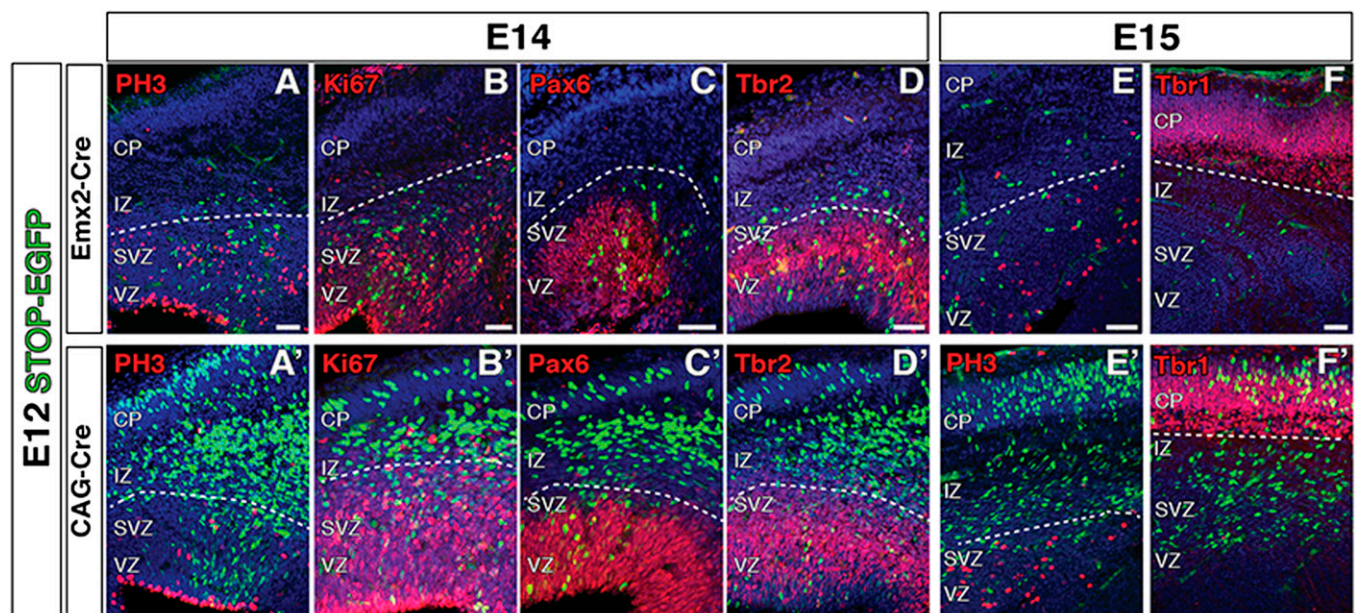 E14
E15
E12 STOP-EGFP
Emx2-Cre
PH3 A
CP
IZ
SVZ
VZ
Ki67 B
CP
IZ
SVZ
VZ
Pax6 C
CP
IZ
SVZ
VZ
Tbr2 D
CP
IZ
SVZ
VZ
E
CP
IZ
SVZ
VZ
Tbr1 F
CP
IZ
SVZ
VZ
CAG-Cre
PH3 A’
CP
IZ
SVZ
VZ
Ki67 B’
CP
IZ
SVZ
VZ
Pax6 C’
CP
IZ
SVZ
VZ
Tbr2 D’
CP
IZ
SVZ
VZ
PH3 E’
CP
IZ
SVZ
VZ
Tbr1 F’
CP
IZ
SVZ
VZ